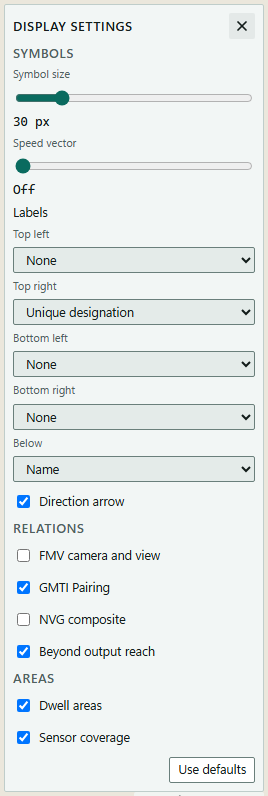 DISPLAY SETTINGS
SYMBOLS
Symbol size
30 px
Speed vector
Off
Labels
Top left
None
Top right
Unique designation
Bottom left
None
Bottom right
None
Below
Name
Direction arrow
RELATIONS
FMV camera and view
GMTI Pairing
NVG composite
Beyond output reach
AREAS
Dwell areas
Sensor coverage
Use defaults